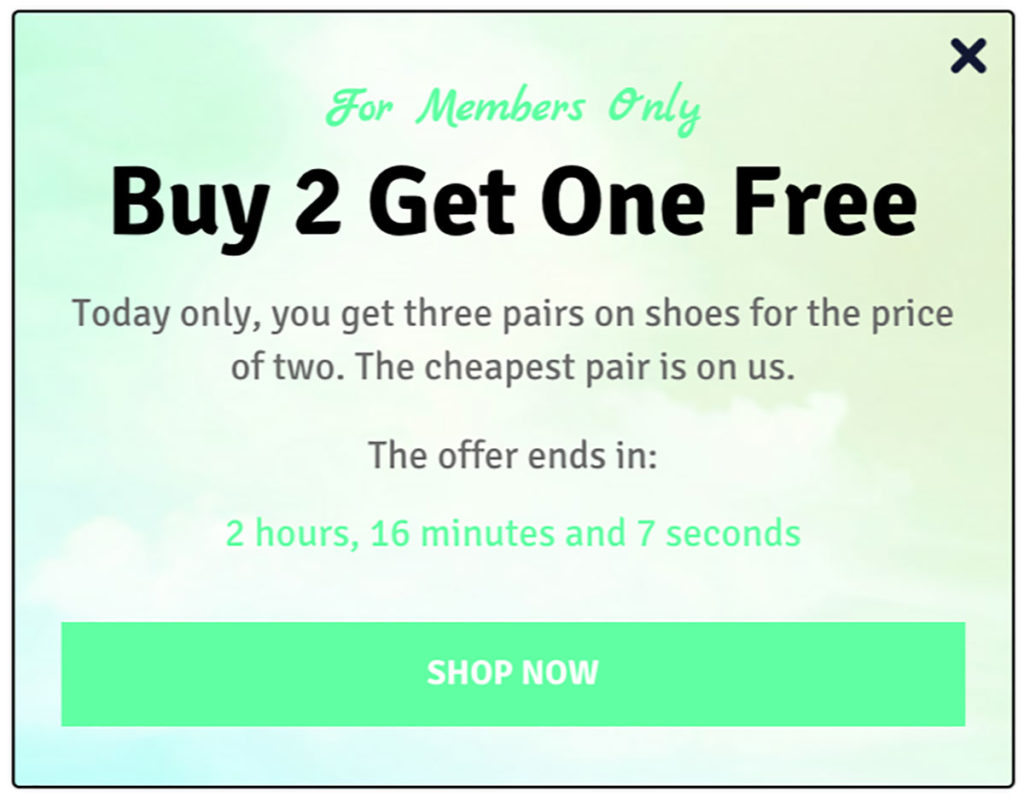 For Members Only
Buy 2 Get One Free
Today only, you get three pairs on shoes for the price
of two. The cheapest pair is on us.
The offer ends in:
2 hours, 16 minutes and 7 seconds
SHOP NOW